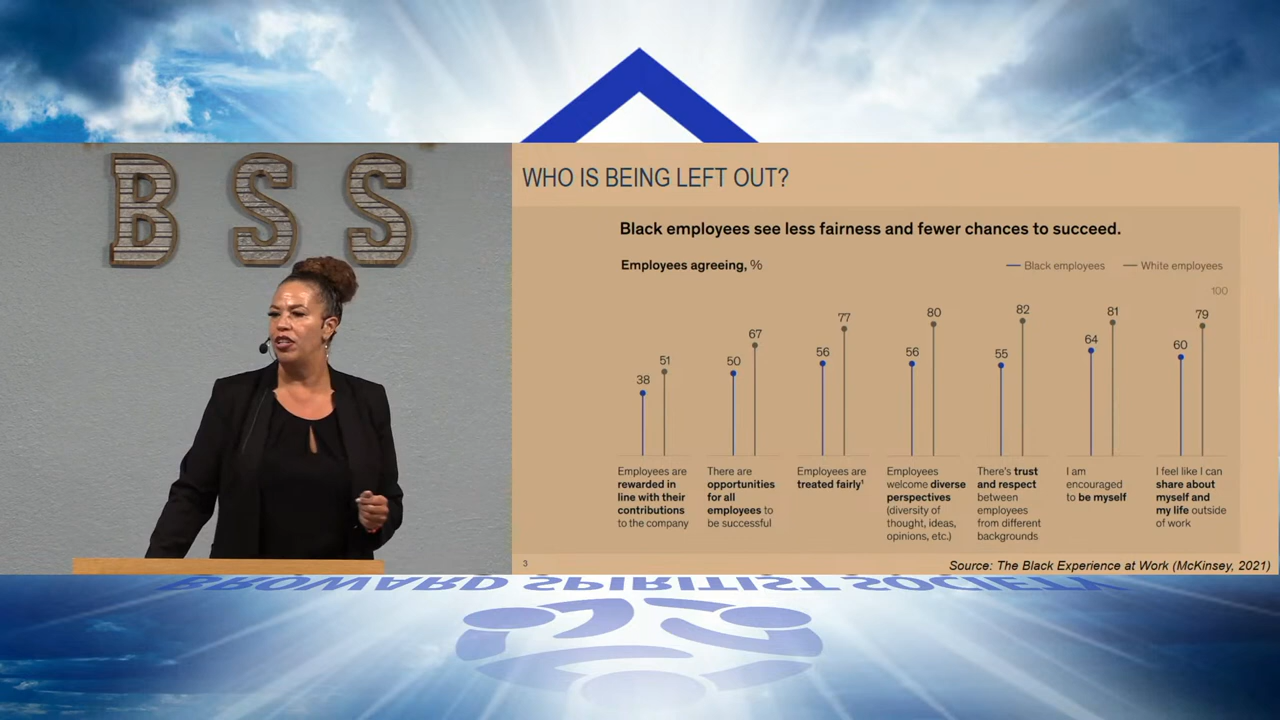 B S S
WHO IS BEING LEFT OUT?
Black employees see less fairness and fewer chances to succeed.
Employees agreeing, %
Black employees
White employees
100
38
51
50
67
56
77
56
80
55
82
64
81
60
79
Employees are
rewarded in
line with their
contributions
to the company
There are
opportunities
for all
employees to
be successful
Employees are
treated fairly¹
Employees
welcome diverse
perspectives
(diversity of
thought, ideas,
opinions, etc.)
There's trust
and respect
between
employees
from different
backgrounds
I am
encouraged
to be myself
I feel like I can
share about
myself and
my life outside
of work
3
Source: The Black Experience at Work (McKinsey, 2021)
BROWARD SPIRITIST SOCIETY